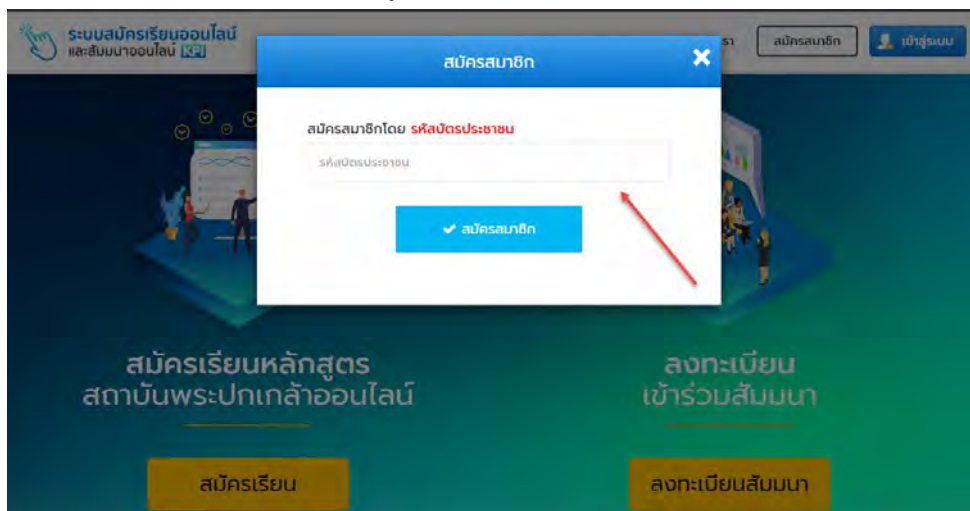 ระบบสมัครเรียนออนไลน์
และสัมมนาออนไลน์ KPI
รา
สมัครสมาชิก
เข้าสู่ระบบ
สมัครสมาชิก
สมัครสมาชิกโดย รหัสบัตรประชาชน
รหัสบัตรประชาชน
สมัครสมาชิก
สมัครเรียนหลักสูตร
สถาบันพระปกเกล้าออนไลน์
ลงทะเบียน
เข้าร่วมสัมมนา
สมัครเรียน
ลงทะเบียนสัมมนา